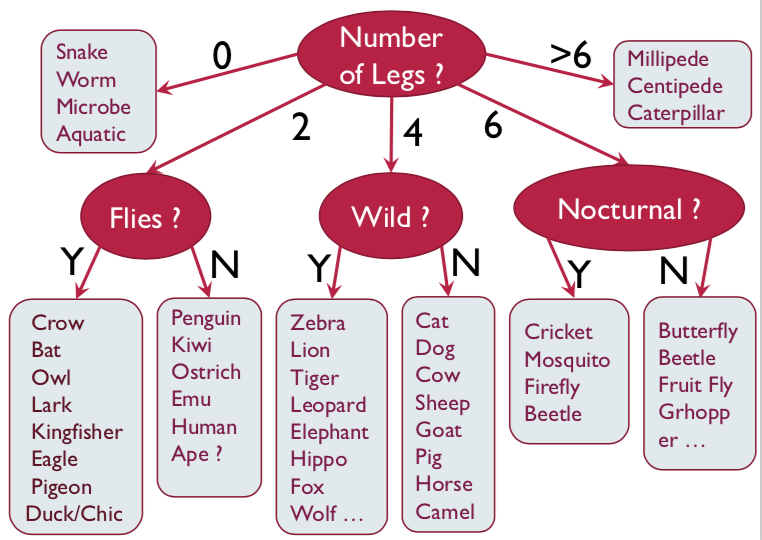 Number
of Legs ?
0
2
4
6
>6
Snake
Worm
Microbe
Aquatic
Millipede
Centipede
Caterpillar
Flies ?
Wild ?
Nocturnal ?
Y
N
Y
N
Y
N
Crow
Bat
Owl
Lark
Kingfisher
Eagle
Pigeon
Duck/Chic
Penguin
Kiwi
Ostrich
Emu
Human
Ape ?
Zebra
Lion
Tiger
Leopard
Elephant
Hippo
Fox
Wolf …
Cat
Dog
Cow
Sheep
Goat
Pig
Horse
Camel
Cricket
Mosquito
Firefly
Beetle
Butterfly
Beetle
Fruit Fly
Grhopp
er …